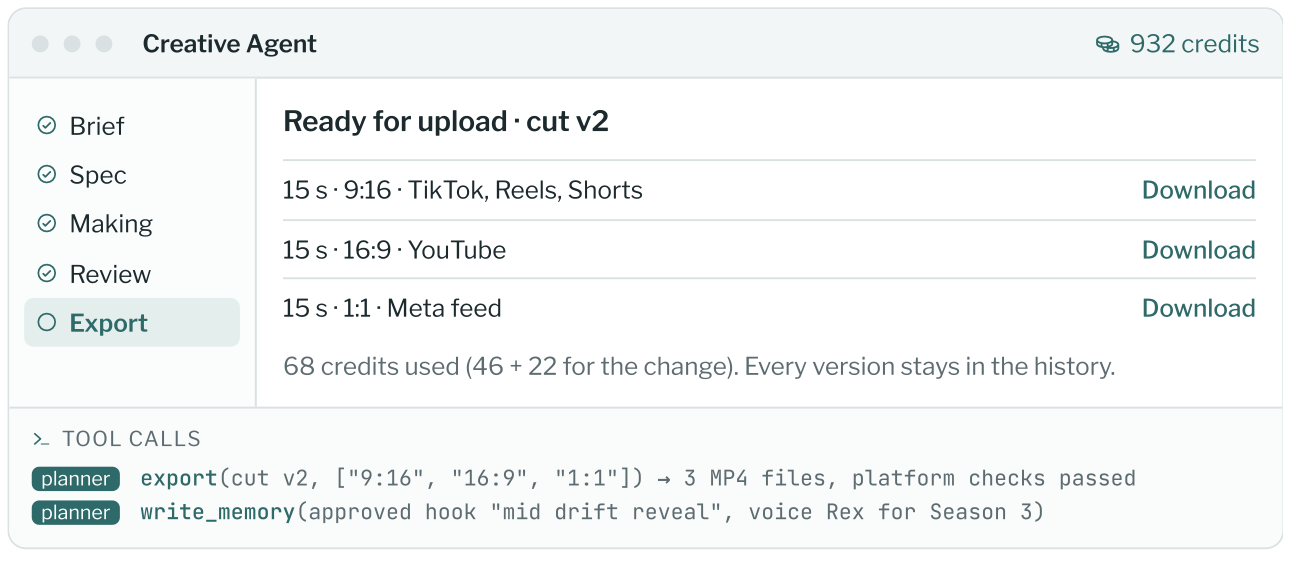 Creative Agent
932 credits
Brief
Spec
Making
Review
Export
Ready for upload · cut v2
15 s · 9:16 · TikTok, Reels, Shorts Download
15 s · 16:9 · YouTube Download
15 s · 1:1 · Meta feed Download
68 credits used (46 + 22 for the change). Every version stays in the history.
>_ TOOL CALLS
planner export(cut v2, ["9:16", "16:9", "1:1"]) → 3 MP4 files, platform checks passed
planner write_memory(approved hook "mid drift reveal", voice Rex for Season 3)